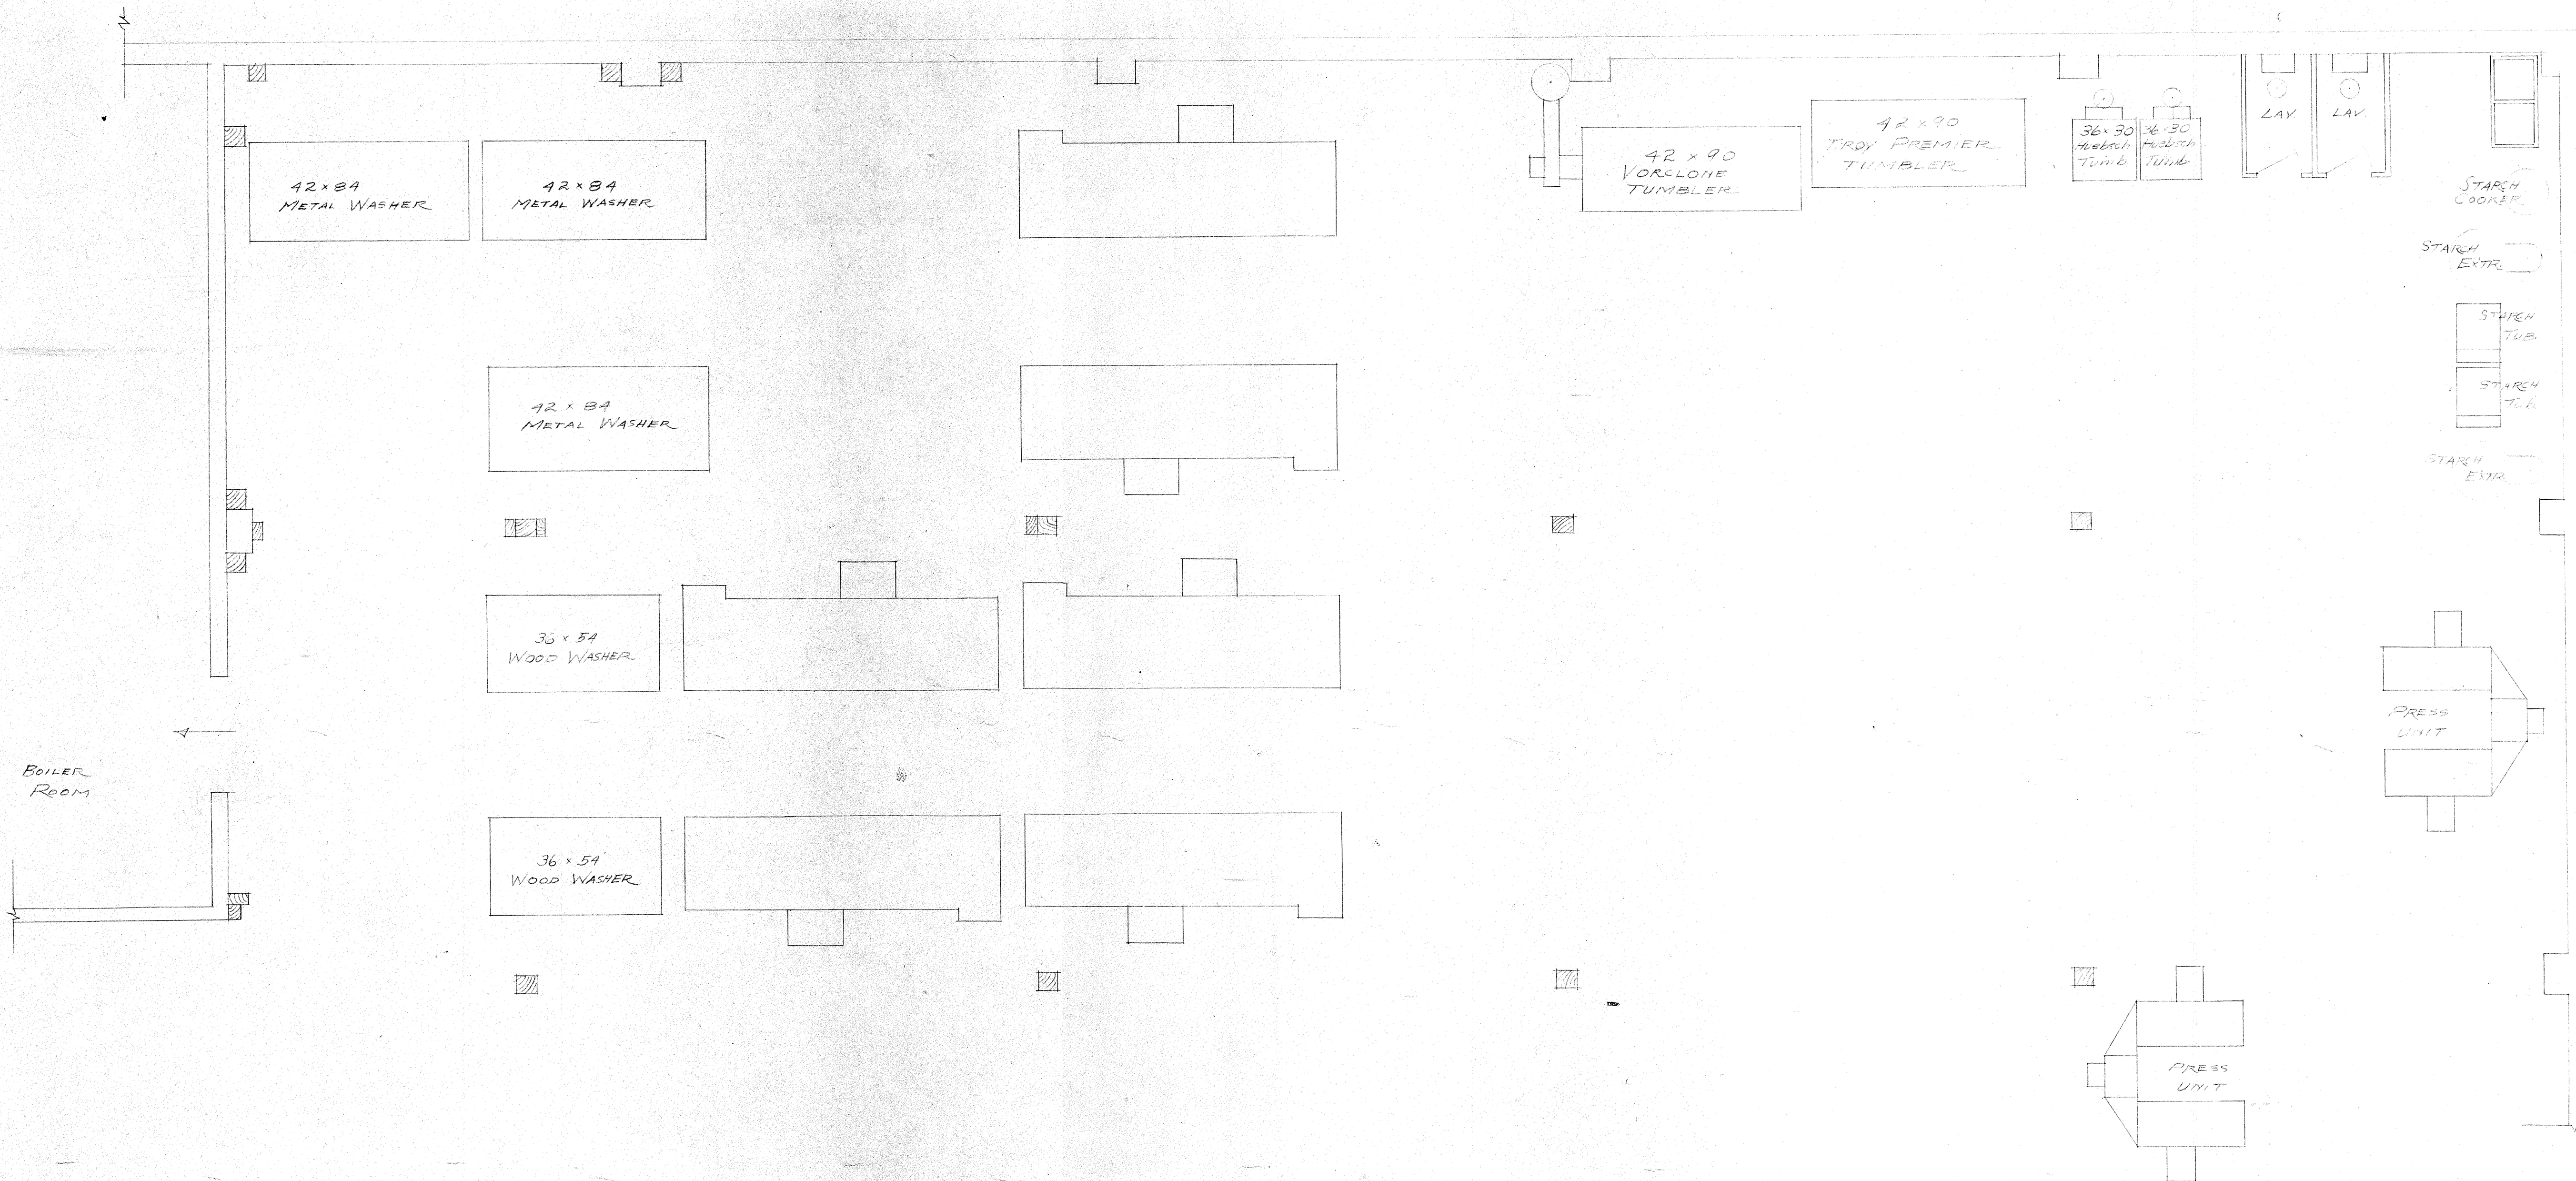 42 × 84
METAL WASHER
42 × 84
METAL WASHER
42 × 90
VORCLONE
TUMBLER
42 × 90
TROY PREMIER
TUMBLER
36 × 30
Huebsch
Tumb.
36 × 30
Huebsch
Tumb.
LAV.
LAV.
STARCH
COOKER
STARCH
EXTR.
STARCH
TUB.
STARCH
TUB.
STARCH
EXTR.
42 × 84
METAL WASHER
36 × 54
WOOD WASHER
PRESS
UNIT
BOILER
ROOM
36 × 54
WOOD WASHER
PRESS
UNIT